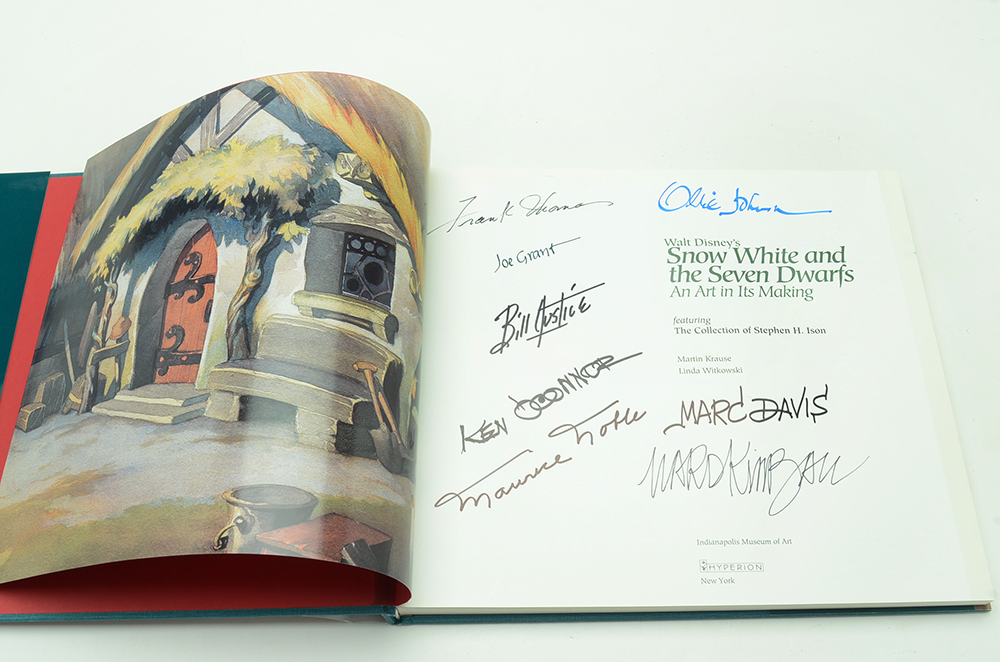 Frank Thomas
Ollie Johnston
Joe Grant
Walt Disney's
Snow White and
the Seven Dwarfs
An Art in Its Making
Bill Justice
featuring
The Collection of Stephen H. Ison
Martin Krause
Linda Witkowski
KEN O'CONNOR
MARC DAVIS
Maurice Noble
WARD KIMBALL
Indianapolis Museum of Art
HYPERION
New York